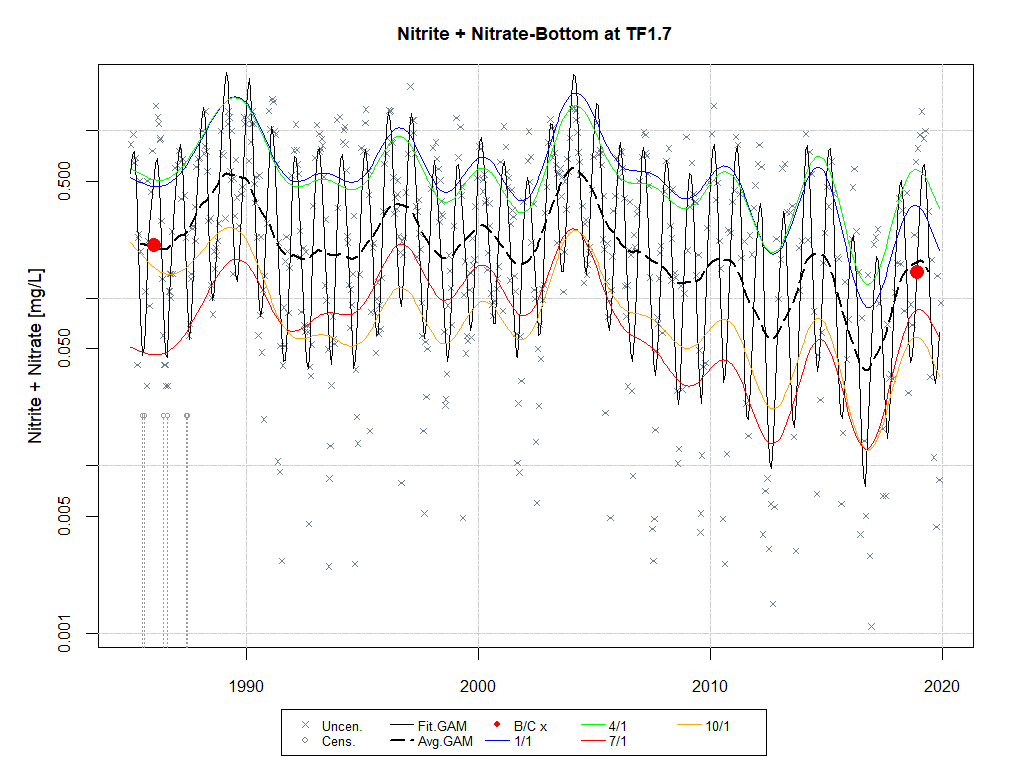 Nitrite + Nitrate-Bottom at TF1.7
Nitrite + Nitrate [mg/L]
0.500
0.050
0.005
0.001
1990 2000 2010 2020
Uncen. Fit.GAM B/C x 4/1 10/1
Cens. Avg.GAM 1/1 7/1